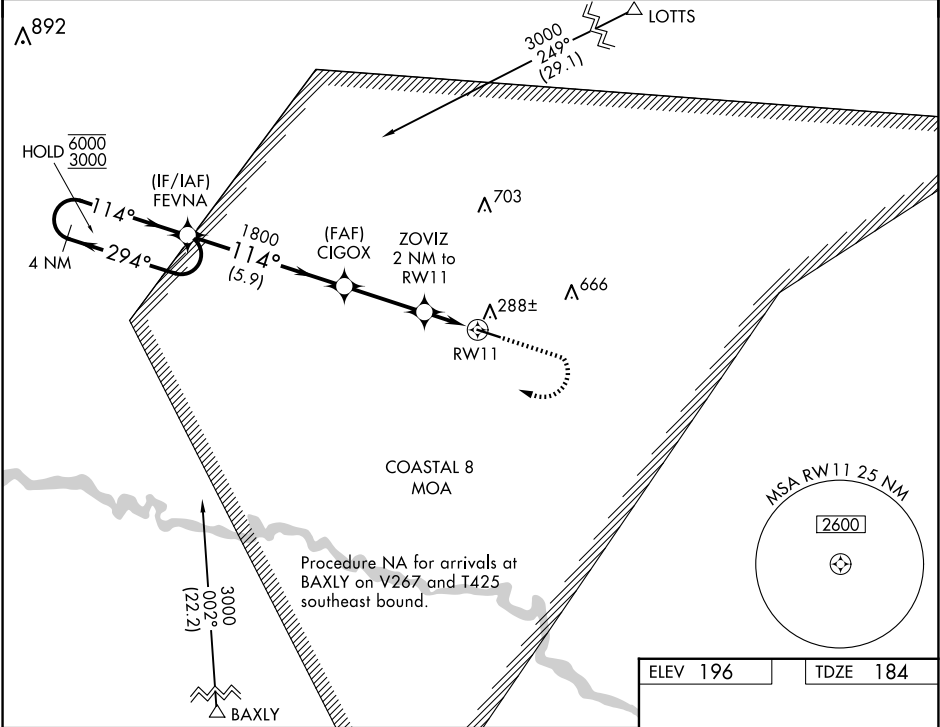 892
LOTTS
3000
249°
(29.1)
HOLD 6000
3000
(IF/IAF)
FEVNA
114°
294°
4 NM
1800
114°
(5.9)
(FAF)
CIGOX
ZOVIZ
2 NM to
RW11
703
666
288±
RW11
COASTAL 8
MOA
MSA RW11 25 NM
2600
Procedure NA for arrivals at
BAXLY on V267 and T425
southeast bound.
3000
002°
(22.2)
BAXLY
ELEV 196
TDZE 184